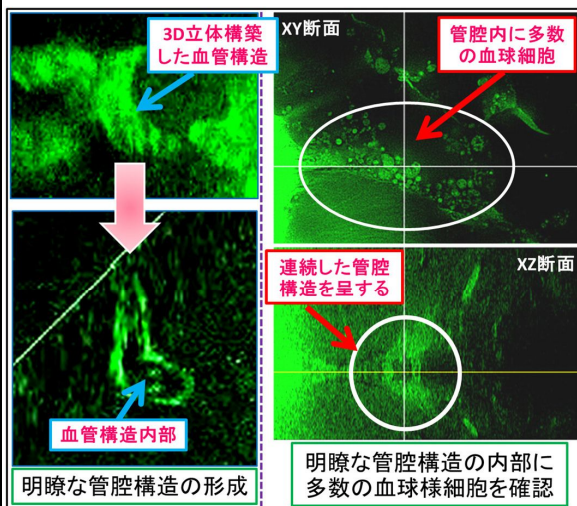 3D立体構築
した血管構造
血管構造内部
明瞭な管腔構造の形成
XY断面
管腔内に多数
の血球細胞
XZ断面
連続した管腔
構造を呈する
明瞭な管腔構造の内部に
多数の血球様細胞を確認